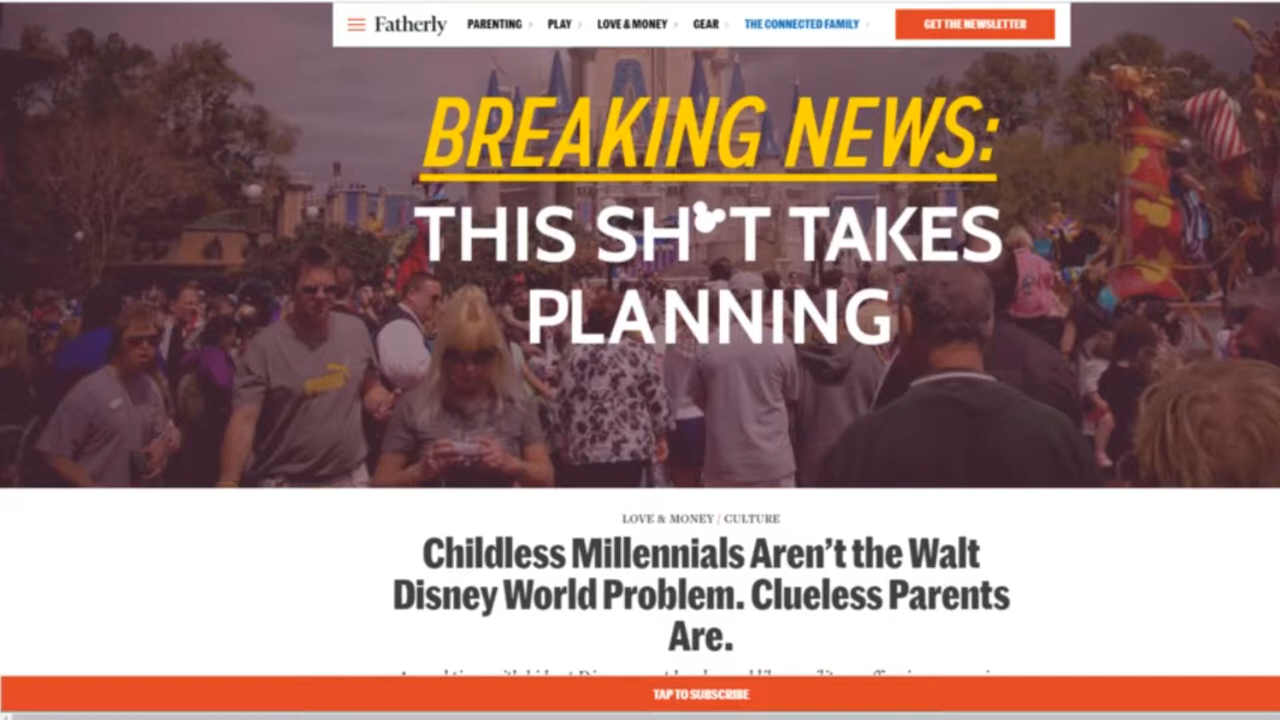 Fatherly PARENTING PLAY LOVE & MONEY GEAR THE CONNECTED FAMILY GET THE NEWSLETTER
BREAKING NEWS:
THIS SH*T TAKES
PLANNING
LOVE & MONEY / CULTURE
Childless Millennials Aren't the Walt
Disney World Problem. Clueless Parents
Are.
TAP TO SUBSCRIBE